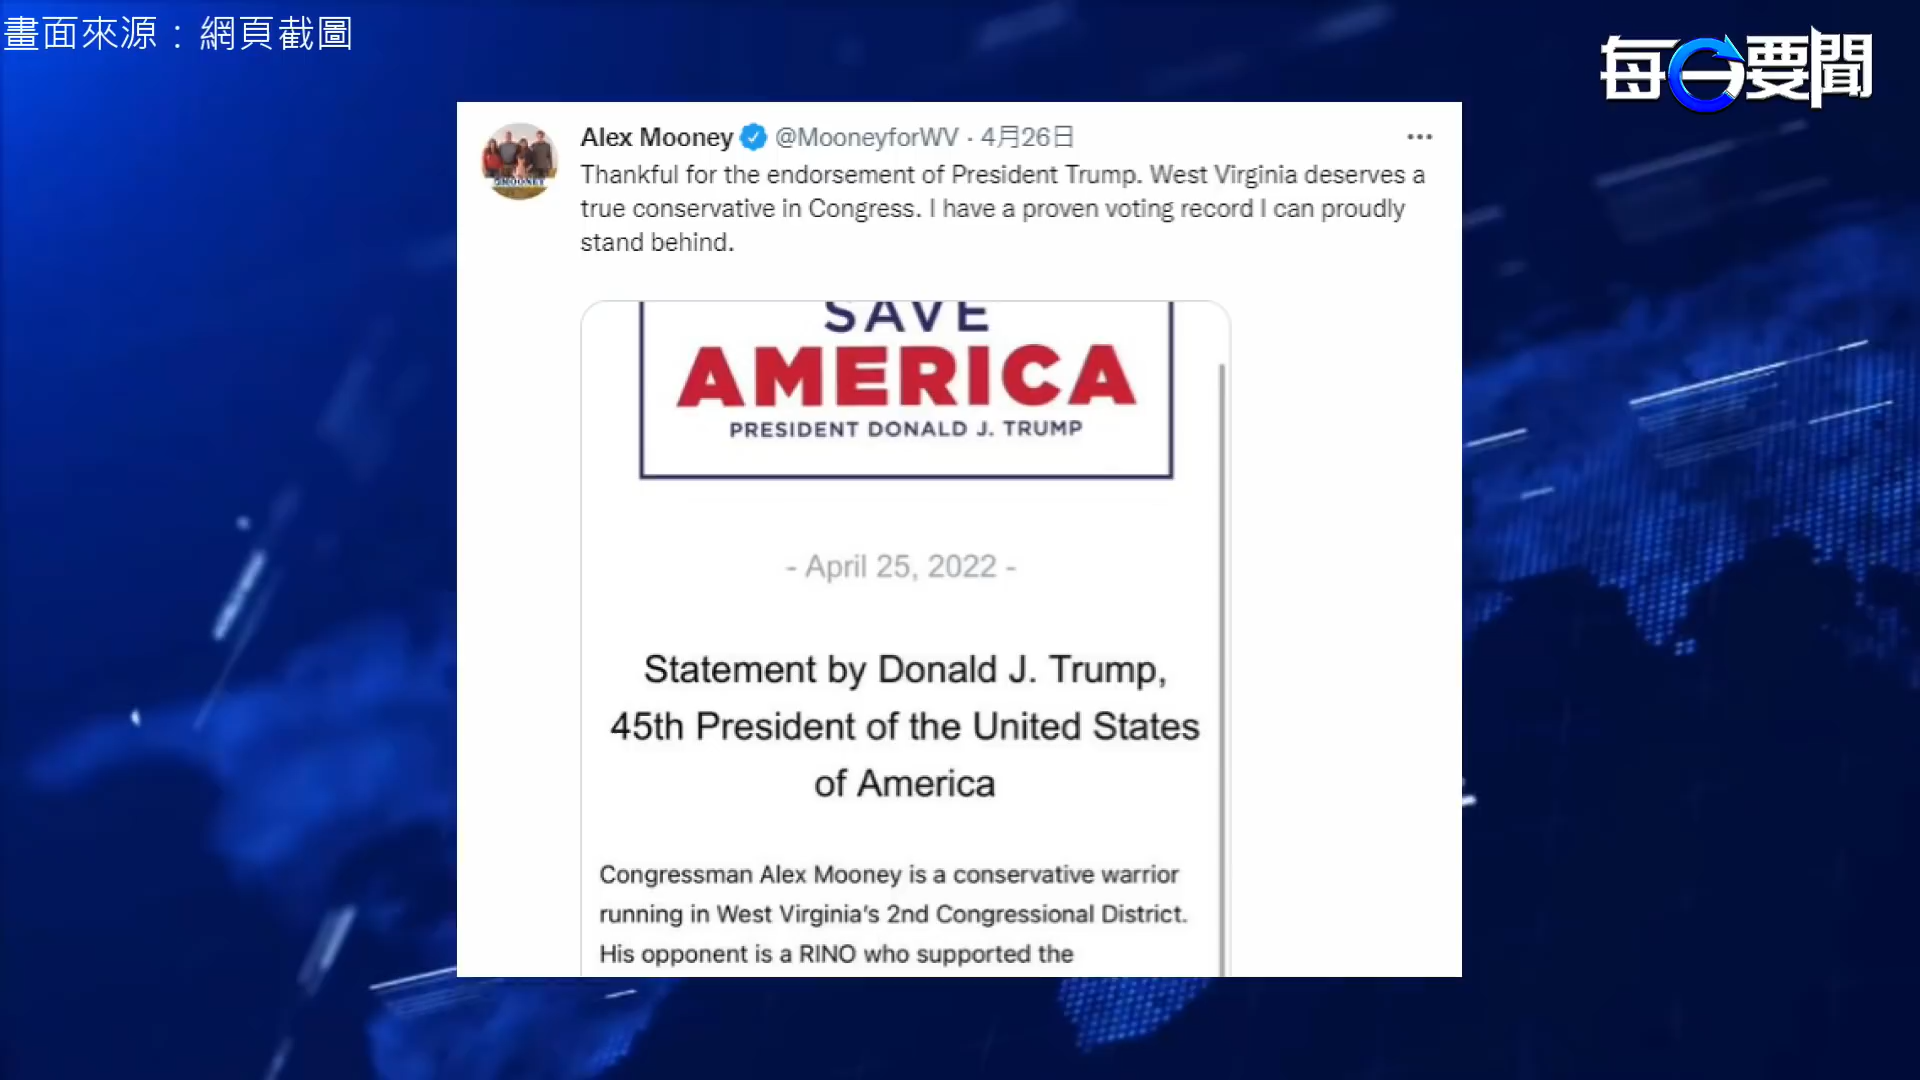 畫面來源：網頁截圖
每日要聞
Alex Mooney @MooneyforWV · 4月26日
Thankful for the endorsement of President Trump. West Virginia deserves a
true conservative in Congress. I have a proven voting record I can proudly
stand behind.
MOONEY
SAVE
AMERICA
PRESIDENT DONALD J. TRUMP
- April 25, 2022 -
Statement by Donald J. Trump,
45th President of the United States
of America
Congressman Alex Mooney is a conservative warrior
running in West Virginia’s 2nd Congressional District.
His opponent is a RINO who supported the